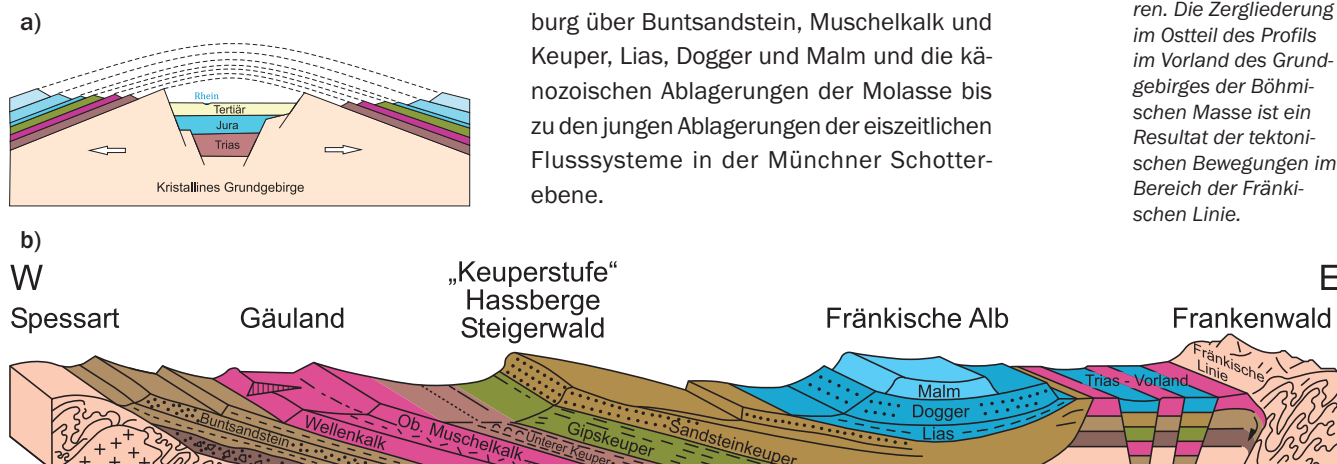 a)
Rhein
Tertiär
Jura
Trias
Kristallines Grundgebirge
burg über Buntsandstein, Muschelkalk und
Keuper, Lias, Dogger und Malm und die kä-
nozoischen Ablagerungen der Molasse bis
zu den jungen Ablagerungen der eiszeitlichen
Flusssysteme in der Münchner Schotter-
ebene.
ren. Die Zergliederung
im Ostteil des Profils
im Vorland des Grund-
gebirges der Böhmi-
schen Masse ist ein
Resultat der tektoni-
schen Bewegungen im
Bereich der Fränki-
schen Linie.
b)
W
E
Spessart
Gäuland
„Keuperstufe“
Hassberge
Steigerwald
Fränkische Alb
Frankenwald
Buntsandstein
Wellenkalk
Ob. Muschelkalk
Unterer Keuper
Gipskeuper
Sandsteinkeuper
Malm
Dogger
Lias
Trias - Vorland
Fränkische
Linie